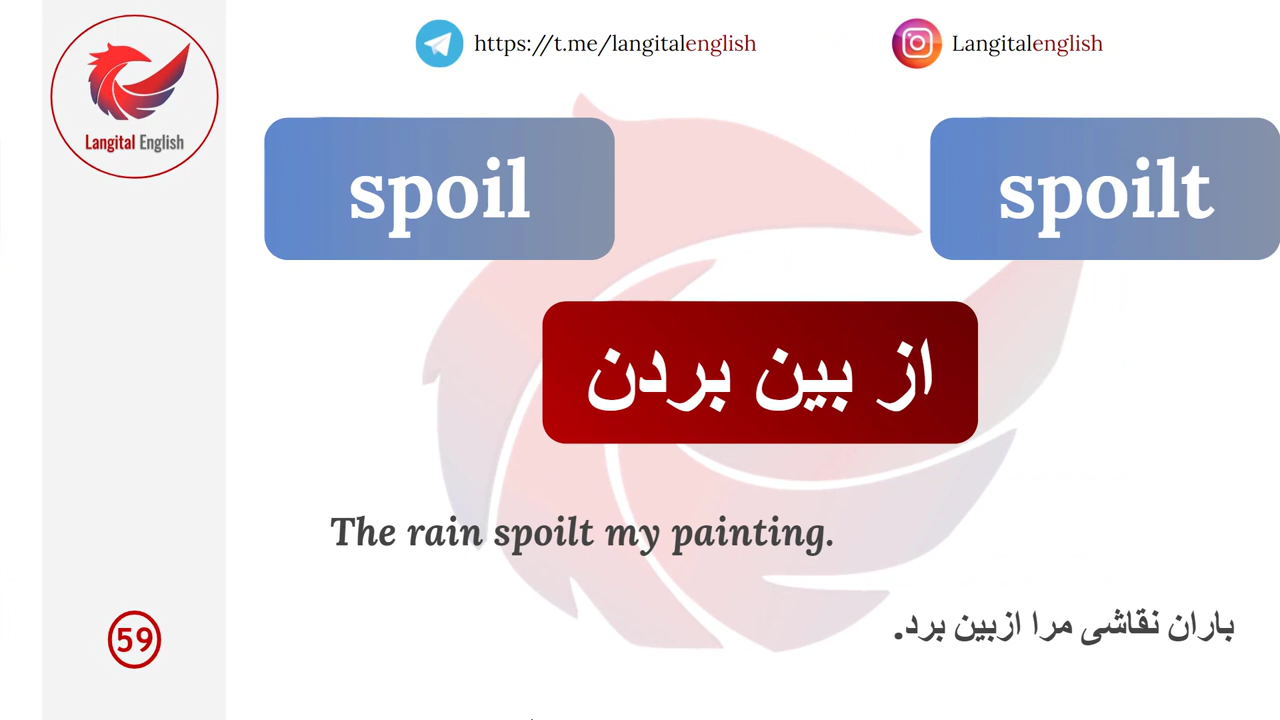 https://t.me/langitalenglish
Langitalenglish
Langital English
spoil
spoilt
از بین بردن
The rain spoilt my painting.
باران نقاشی مرا ازبین برد.
59